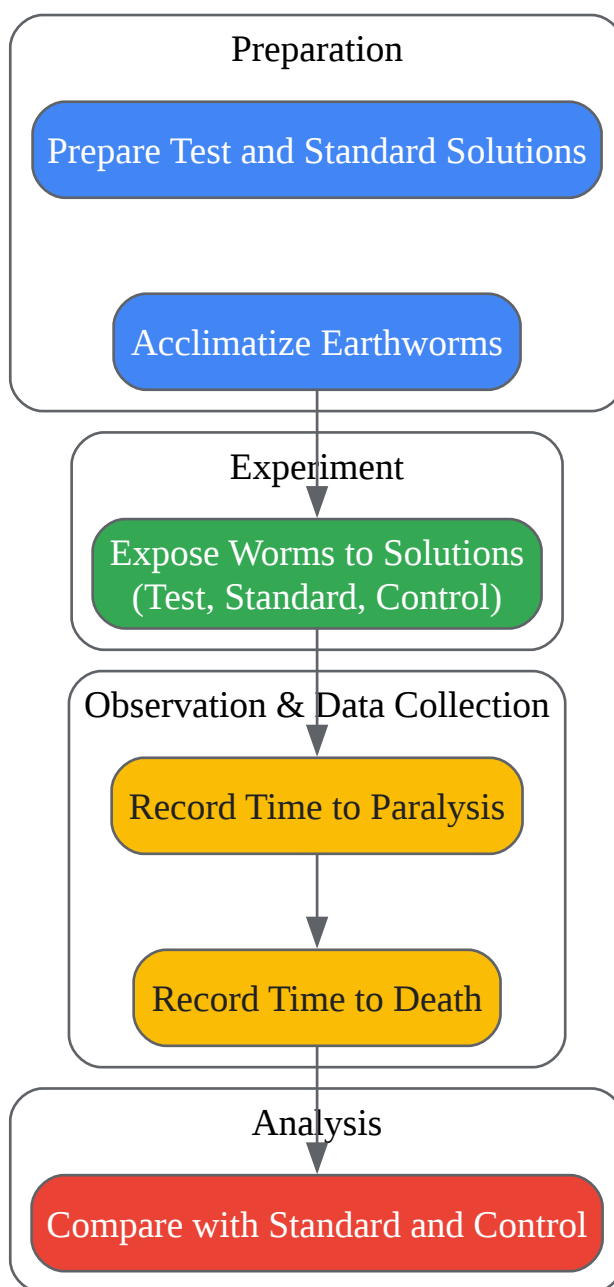 Preparation
Prepare Test and Standard Solutions
Acclimatize Earthworms
Experiment
Expose Worms to Solutions
(Test, Standard, Control)
Observation & Data Collection
Record Time to Paralysis
Record Time to Death
Analysis
Compare with Standard and Control